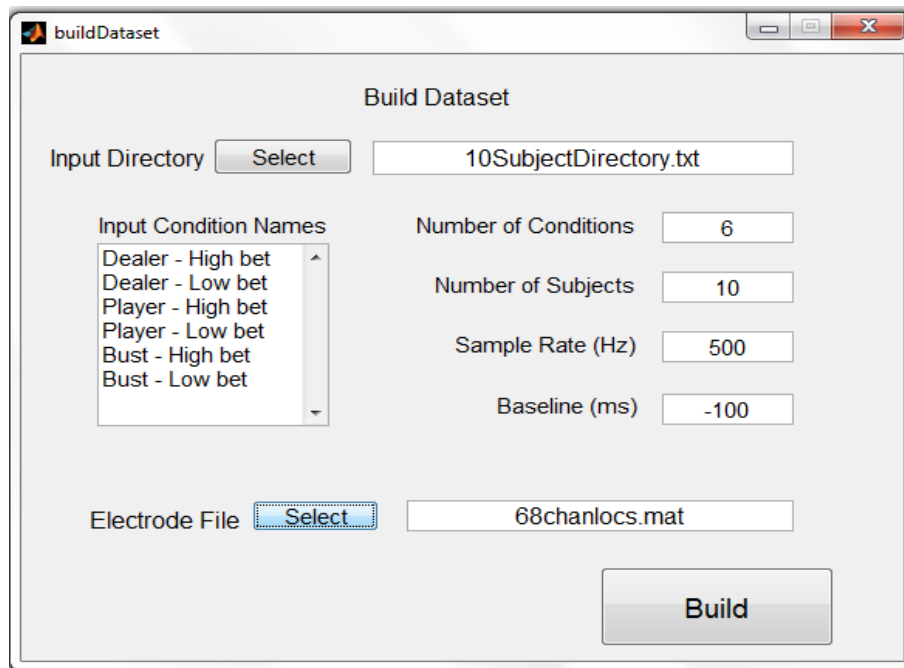 buildDataset
Build Dataset
Input Directory Select 10SubjectDirectory.txt
Input Condition Names
Dealer - High bet
Dealer - Low bet
Player - High bet
Player - Low bet
Bust - High bet
Bust - Low bet
Number of Conditions 6
Number of Subjects 10
Sample Rate (Hz) 500
Baseline (ms) -100
Electrode File Select 68chanlocs.mat
Build